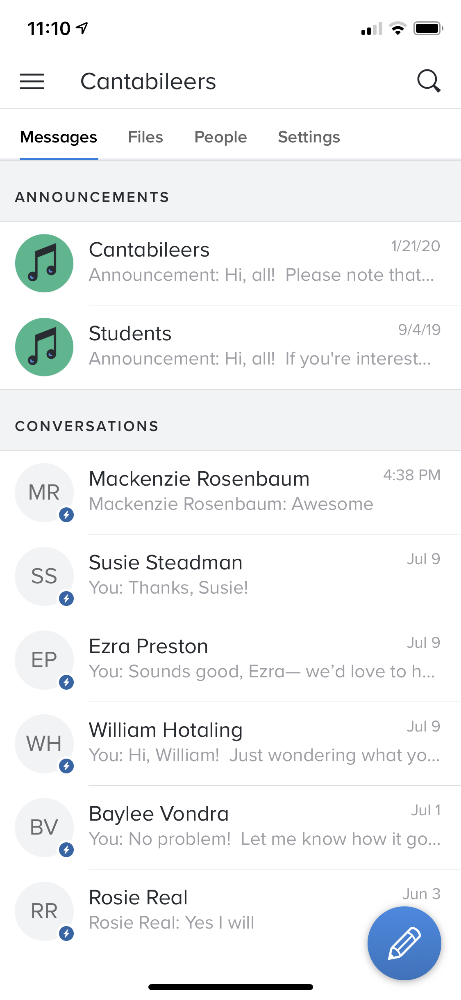 11:10
Cantabileers
Messages Files People Settings
ANNOUNCEMENTS
Cantabileers 1/21/20
Announcement: Hi, all!  Please note that...
Students 9/4/19
Announcement: Hi, all!  If you're interest...
CONVERSATIONS
MR Mackenzie Rosenbaum 4:38 PM
Mackenzie Rosenbaum: Awesome
SS Susie Steadman Jul 9
You: Thanks, Susie!
EP Ezra Preston Jul 9
You: Sounds good, Ezra— we’d love to h...
WH William Hotaling Jul 9
You: Hi, William!  Just wondering what yo...
BV Baylee Vondra Jul 1
You: No problem!  Let me know how it go...
RR Rosie Real Jun 3
Rosie Real: Yes I will